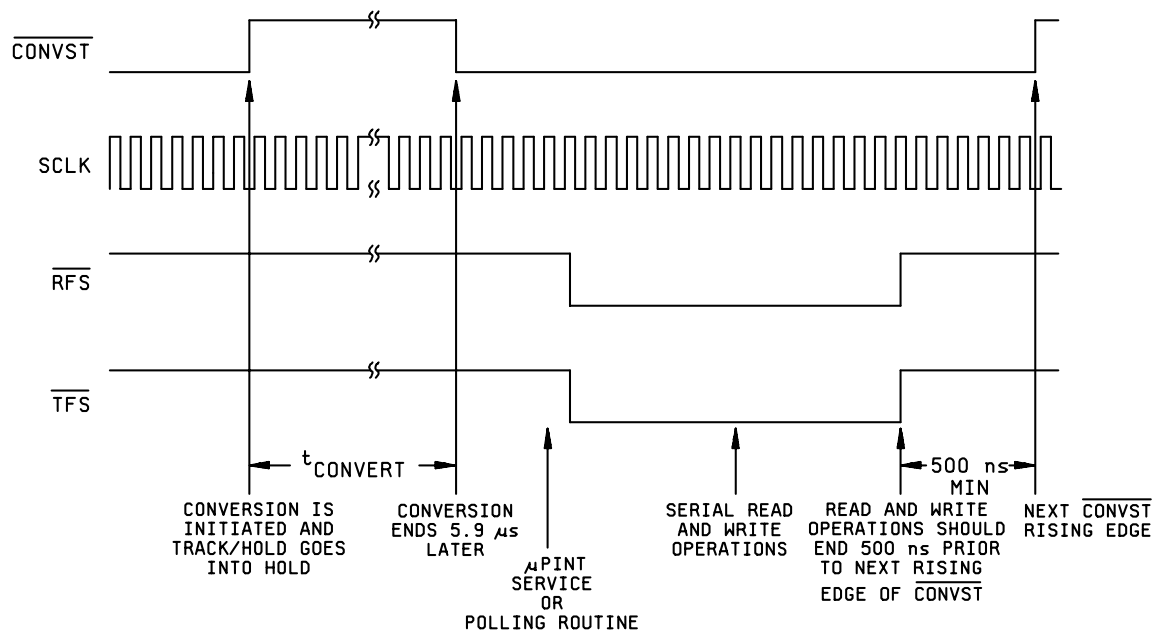 CONVST
SCLK
RFS
TFS
tCONVERT
500 ns
MIN
CONVERSION IS
INITIATED AND
TRACK/HOLD GOES
INTO HOLD
CONVERSION
ENDS 5.9 μs
LATER
μPINT
SERVICE
OR
POLLING ROUTINE
SERIAL READ
AND WRITE
OPERATIONS
READ AND WRITE
OPERATIONS SHOULD
END 500 ns PRIOR
TO NEXT RISING
EDGE OF CONVST
NEXT CONVST
RISING EDGE